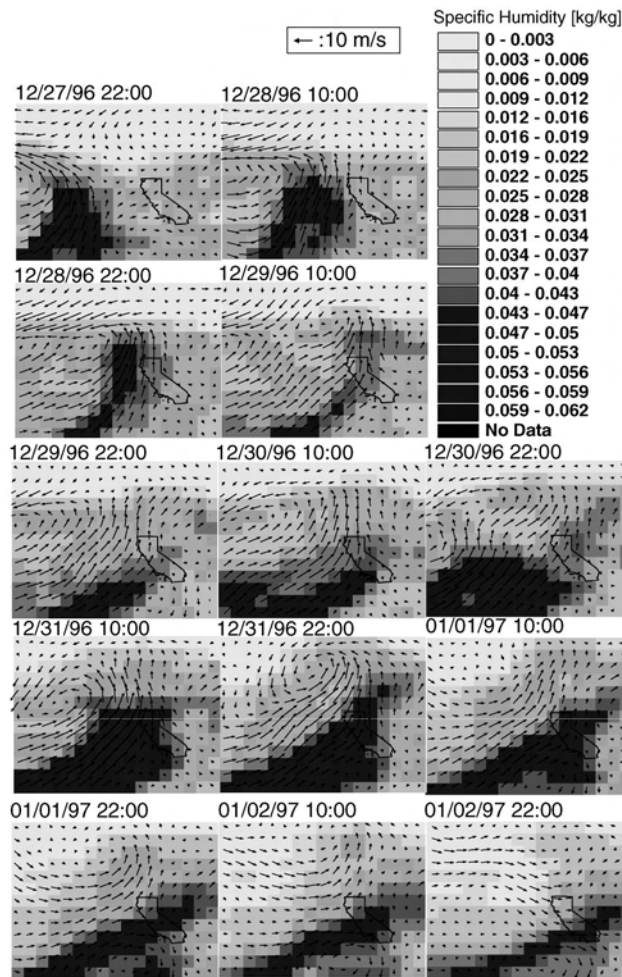 Specific Humidity [kg/kg]
← :10 m/s
0 - 0.003
0.003 - 0.006
0.006 - 0.009
0.009 - 0.012
0.012 - 0.016
0.016 - 0.019
0.019 - 0.022
0.022 - 0.025
0.025 - 0.028
0.028 - 0.031
0.031 - 0.034
0.034 - 0.037
0.037 - 0.04
0.04 - 0.043
0.043 - 0.047
0.047 - 0.05
0.05 - 0.053
0.053 - 0.056
0.056 - 0.059
0.059 - 0.062
No Data
12/27/96 22:00 12/28/96 10:00
12/28/96 22:00 12/29/96 10:00
12/29/96 22:00 12/30/96 10:00 12/30/96 22:00
12/31/96 10:00 12/31/96 22:00 01/01/97 10:00
01/01/97 22:00 01/02/97 10:00 01/02/97 22:00